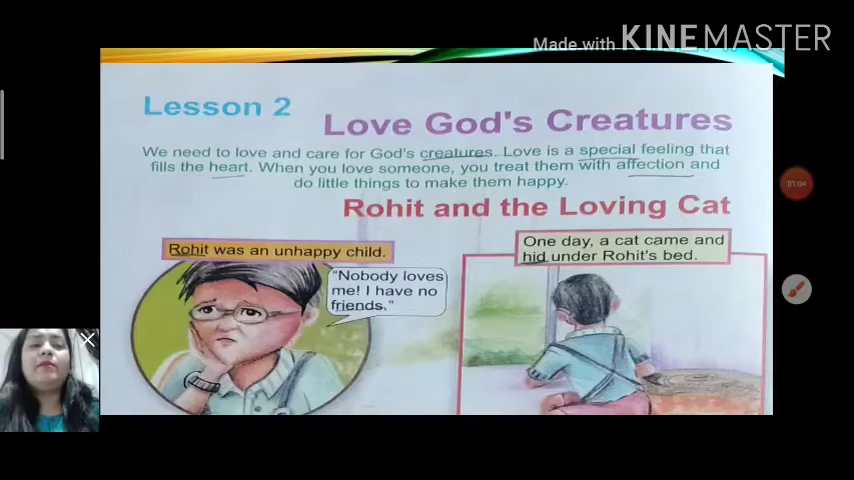 Made with KINEMASTER
Lesson 2
Love God's Creatures
We need to love and care for God's creatures. Love is a special feeling that
fills the heart. When you love someone, you treat them with affection and
do little things to make them happy.
Rohit and the Loving Cat
Rohit was an unhappy child.
"Nobody loves
me! I have no
friends."
One day, a cat came and
hid under Rohit's bed.
01:04